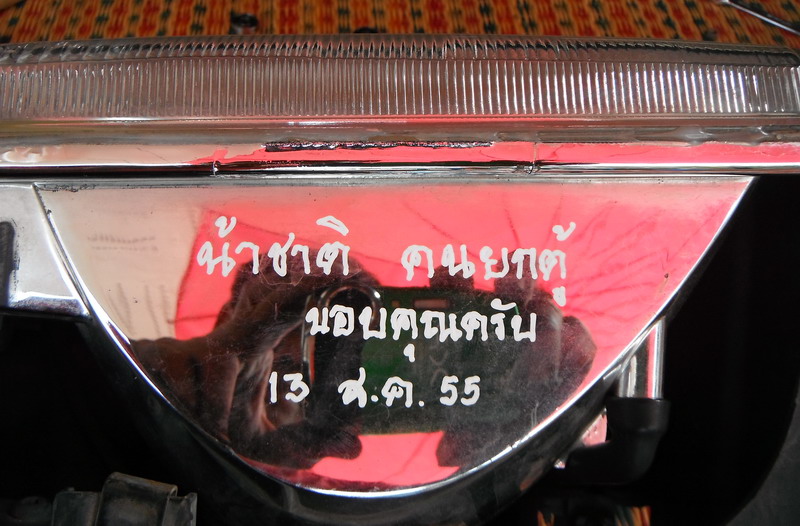 น้าชาติ คนยกตู้
ขอบคุณครับ
13 ส.ค. 55